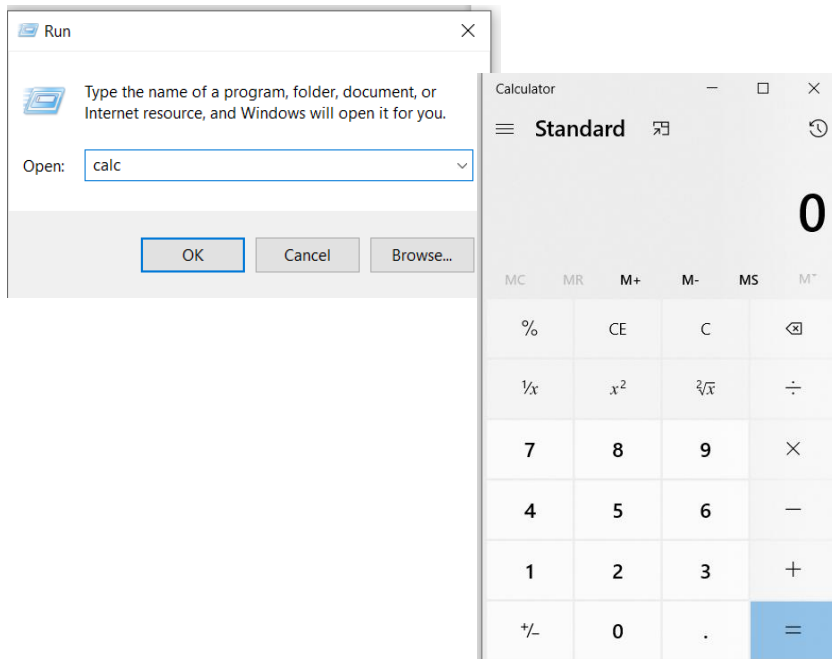 Run
Type the name of a program, folder, document, or
Internet resource, and Windows will open it for you.
Open: calc
OK Cancel Browse...
Calculator
Standard
0
MC MR M+ M- MS M˅
% CE C
¹/x x² ²√x ÷
7 8 9 ×
4 5 6 −
1 2 3 +
+/− 0 . =